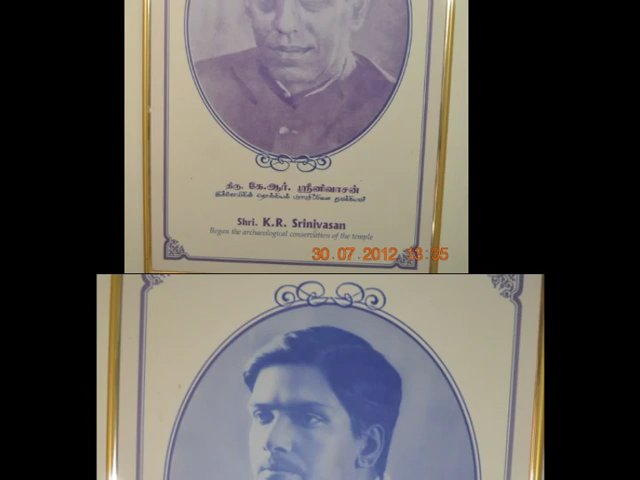 திரு. கே.ஆர். ஸ்ரீனிவாசன்
Shri. K.R. Srinivasan
Began the archaeological conservation of the temple
30.07.2012